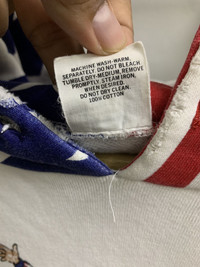 MACHINE WASH-WARM.
SEPARATELY. DO NOT BLEACH
TUMBLE DRY-MEDIUM, REMOVE
PROMPTLY. STEAM IRON,
WHEN DESIRED.
DO NOT DRY CLEAN.
100% COTTON